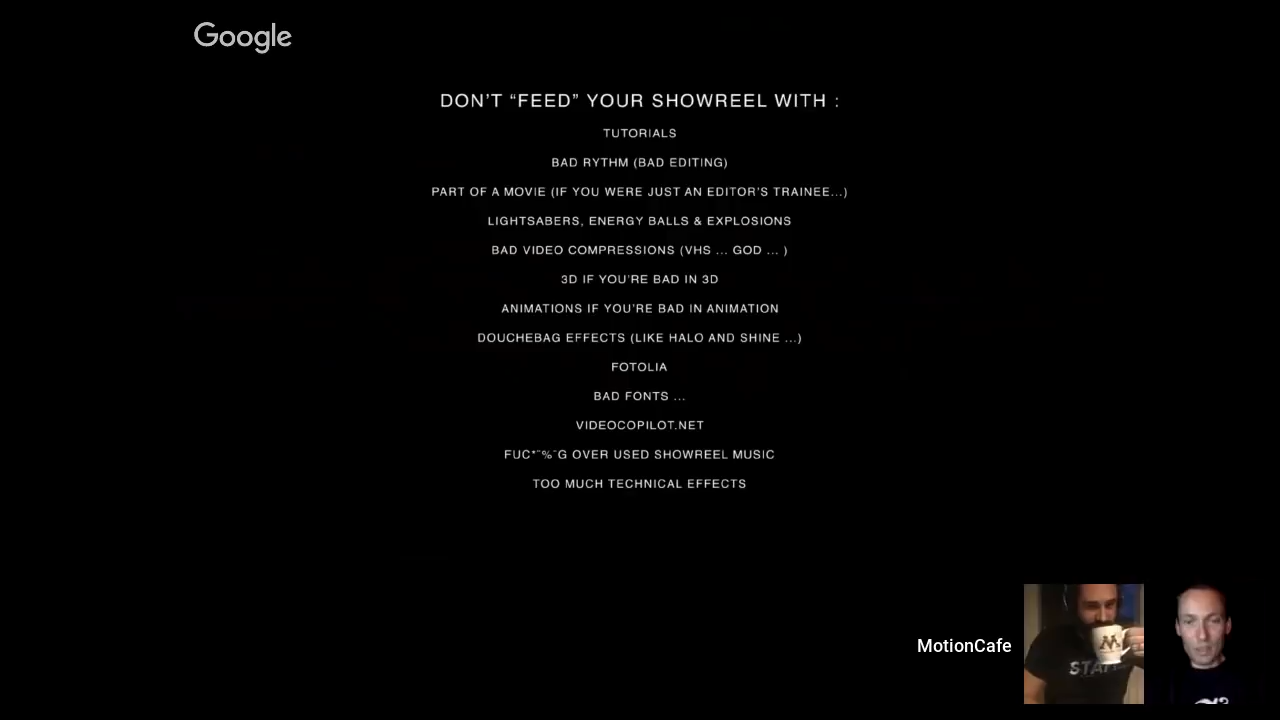 Google
DON'T “FEED” YOUR SHOWREEL WITH :
TUTORIALS
BAD RYTHM (BAD EDITING)
PART OF A MOVIE (IF YOU WERE JUST AN EDITOR'S TRAINEE...)
LIGHTSABERS, ENERGY BALLS & EXPLOSIONS
BAD VIDEO COMPRESSIONS (VHS ... GOD ... )
3D IF YOU'RE BAD IN 3D
ANIMATIONS IF YOU'RE BAD IN ANIMATION
DOUCHEBAG EFFECTS (LIKE HALO AND SHINE ...)
FOTOLIA
BAD FONTS ...
VIDEOCOPILOT.NET
FUC*¨%¨G OVER USED SHOWREEL MUSIC
TOO MUCH TECHNICAL EFFECTS
MotionCafe